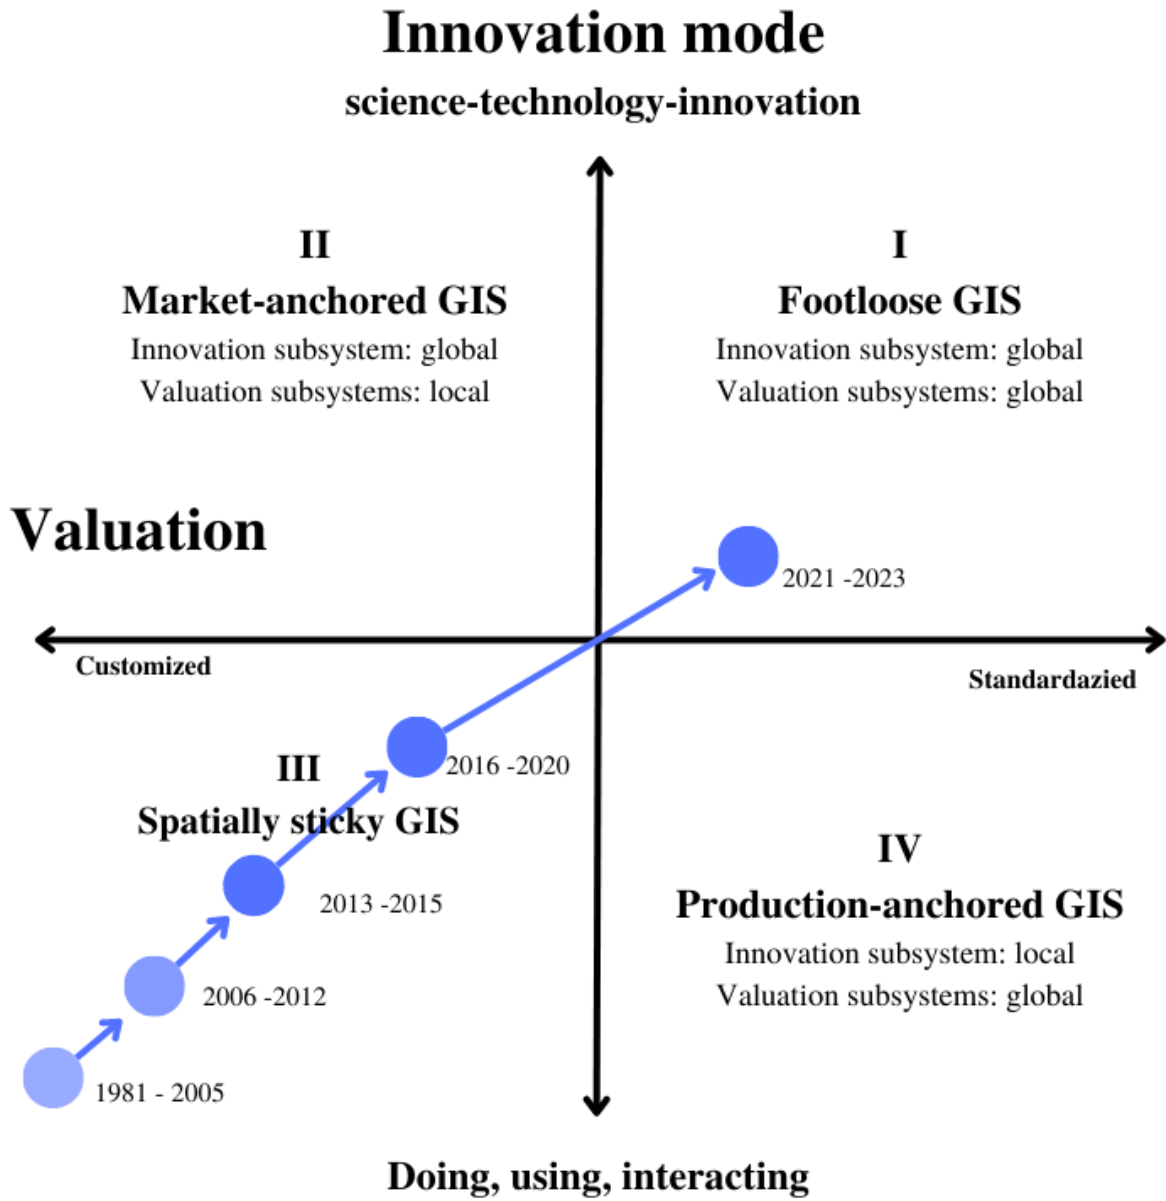 Innovation mode
science-technology-innovation
II
Market-anchored GIS
Innovation subsystem: global
Valuation subsystems: local
I
Footloose GIS
Innovation subsystem: global
Valuation subsystems: global
Valuation
2021 -2023
Customized
Standardazied
2016 -2020
III
Spatially sticky GIS
2013 -2015
2006 -2012
1981 - 2005
IV
Production-anchored GIS
Innovation subsystem: local
Valuation subsystems: global
Doing, using, interacting